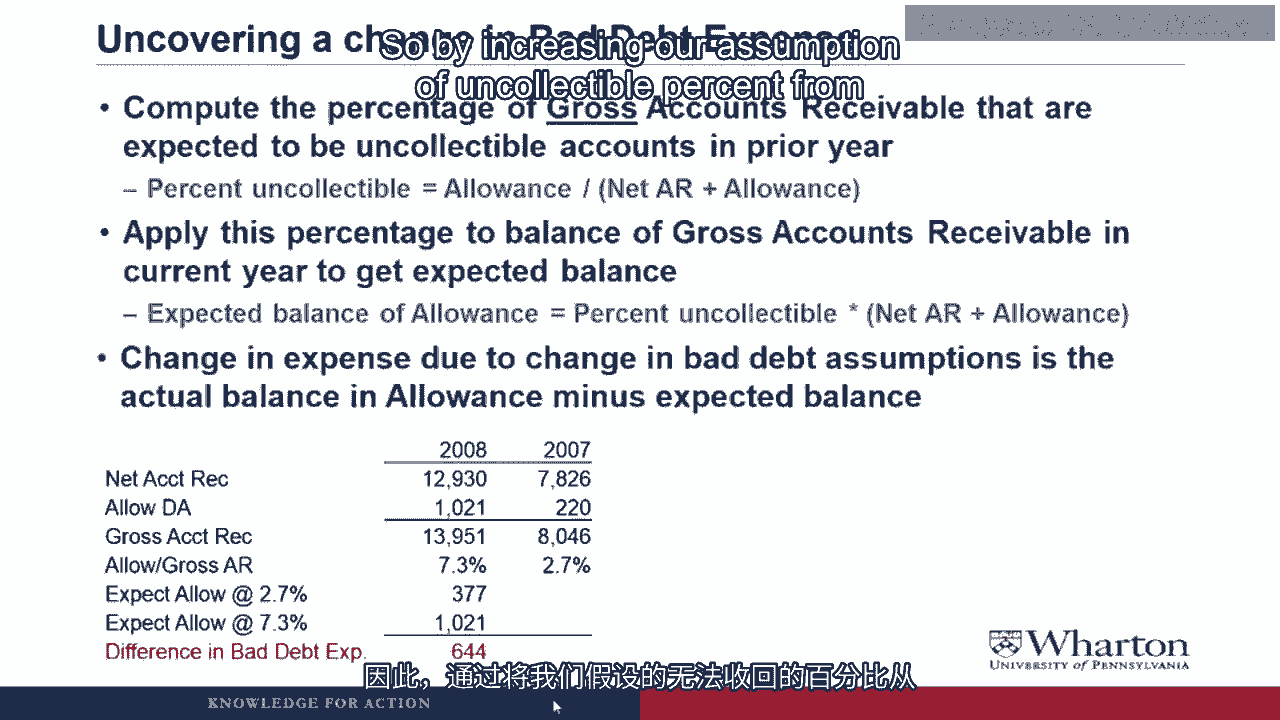 Uncovering a change in Bad Debt Expense
So by increasing our assumption
of uncollectible percent from
• Compute the percentage of Gross Accounts Receivable that are
expected to be uncollectible accounts in prior year
– Percent uncollectible = Allowance / (Net AR + Allowance)
• Apply this percentage to balance of Gross Accounts Receivable in
current year to get expected balance
– Expected balance of Allowance = Percent uncollectible * (Net AR + Allowance)
• Change in expense due to change in bad debt assumptions is the
actual balance in Allowance minus expected balance
2008 2007
Net Acct Rec 12,930 7,826
Allow DA 1,021 220
Gross Acct Rec 13,951 8,046
Allow/Gross AR 7.3% 2.7%
Expect Allow @ 2.7% 377
Expect Allow @ 7.3% 1,021
Difference in Bad Debt Exp. 644
Wharton
UNIVERSITY of PENNSYLVANIA
因此，通过将我们假设的无法收回的百分比从
KNOWLEDGE FOR ACTION